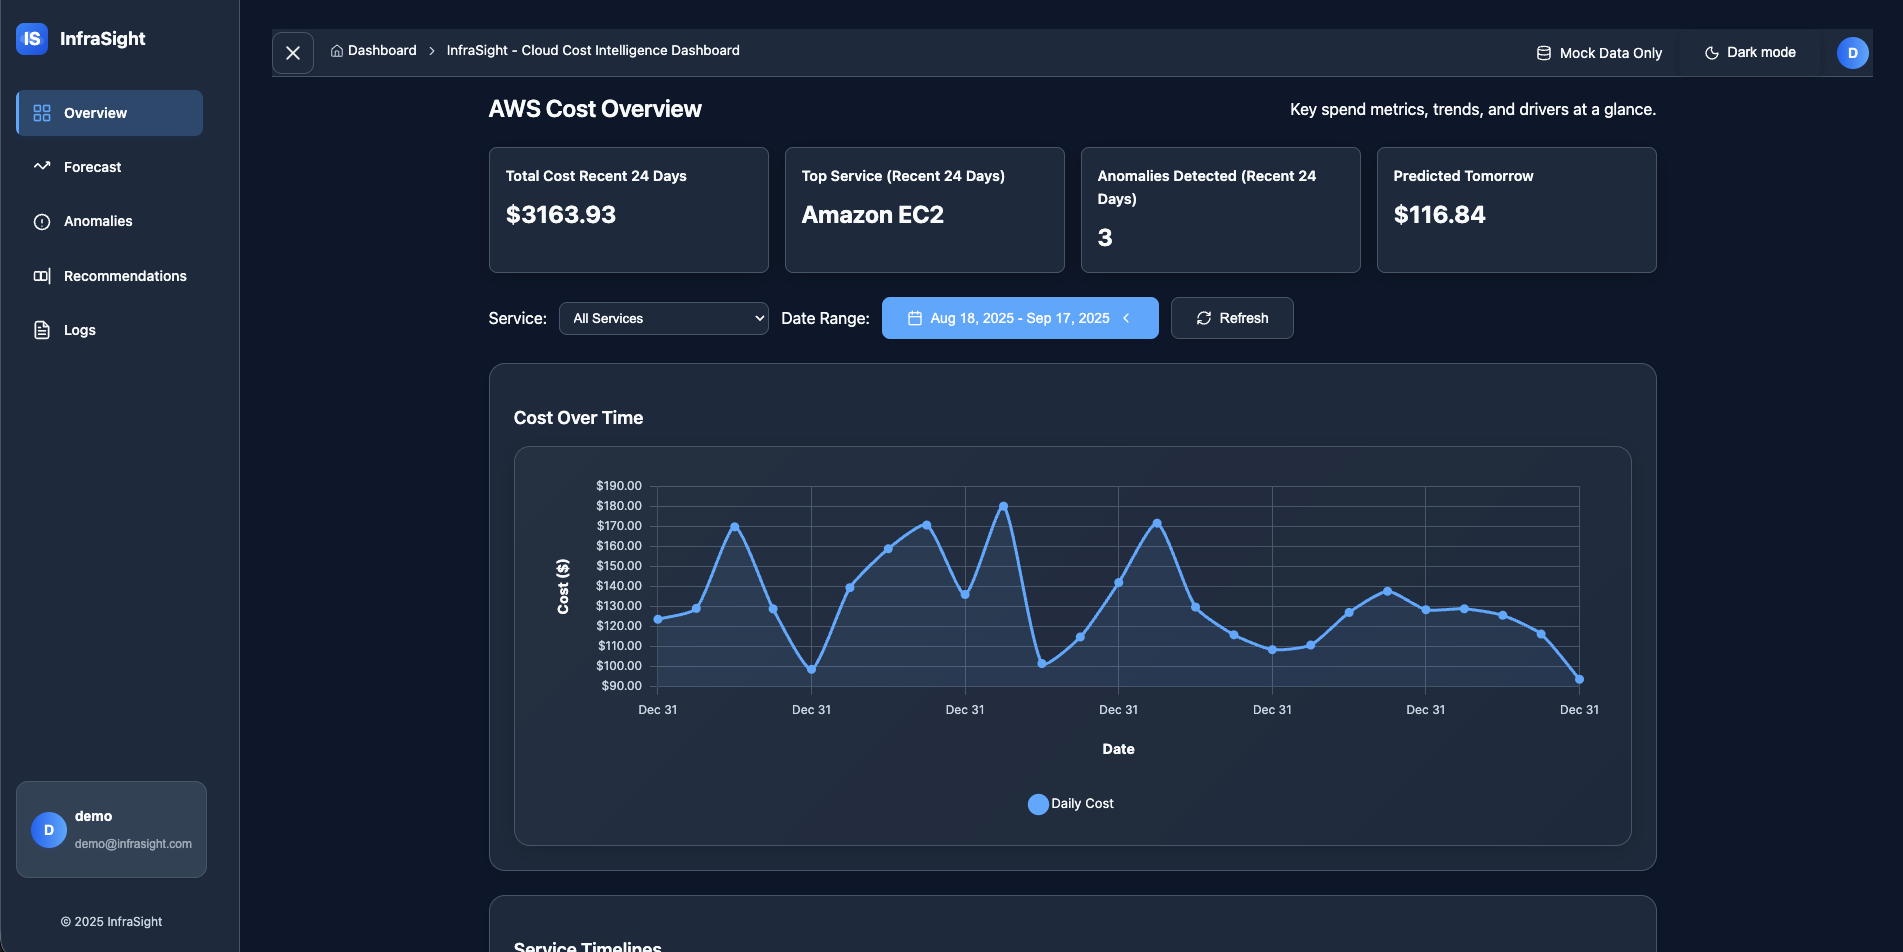 IS InfraSight
Overview
Forecast
Anomalies
Recommendations
Logs
D demo
demo@infrasight.com
© 2025 InfraSight
Dashboard > InfraSight - Cloud Cost Intelligence Dashboard
Mock Data Only Dark mode D
AWS Cost Overview
Key spend metrics, trends, and drivers at a glance.
Total Cost Recent 24 Days
$3163.93
Top Service (Recent 24 Days)
Amazon EC2
Anomalies Detected (Recent 24
Days)
3
Predicted Tomorrow
$116.84
Service: All Services Date Range: Aug 18, 2025 - Sep 17, 2025 Refresh
Cost Over Time
Cost ($)
$190.00
$180.00
$170.00
$160.00
$150.00
$140.00
$130.00
$120.00
$110.00
$100.00
$90.00
Dec 31 Dec 31 Dec 31 Dec 31 Dec 31 Dec 31 Dec 31
Date
Daily Cost
Service Timelines